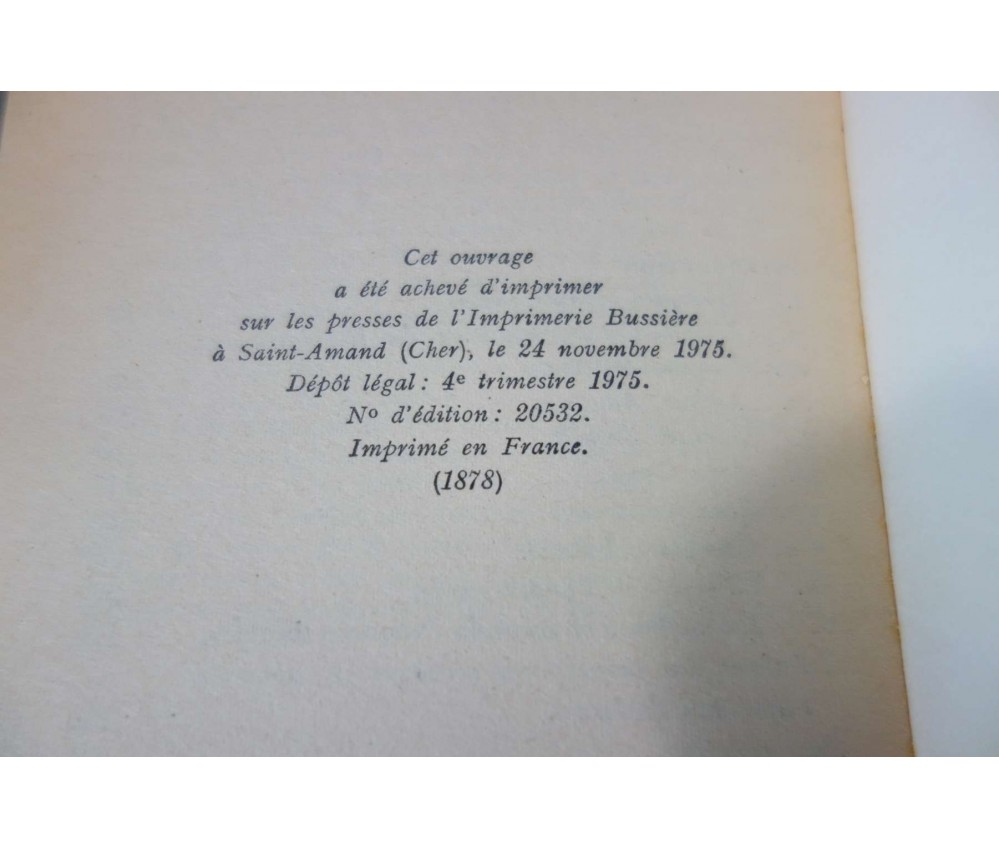 Cet ouvrage
a été achevé d'imprimer
sur les presses de l'Imprimerie Bussière
à Saint-Amand (Cher), le 24 novembre 1975.
Dépôt légal : 4e trimestre 1975.
No d'édition : 20532.
Imprimé en France.
(1878)